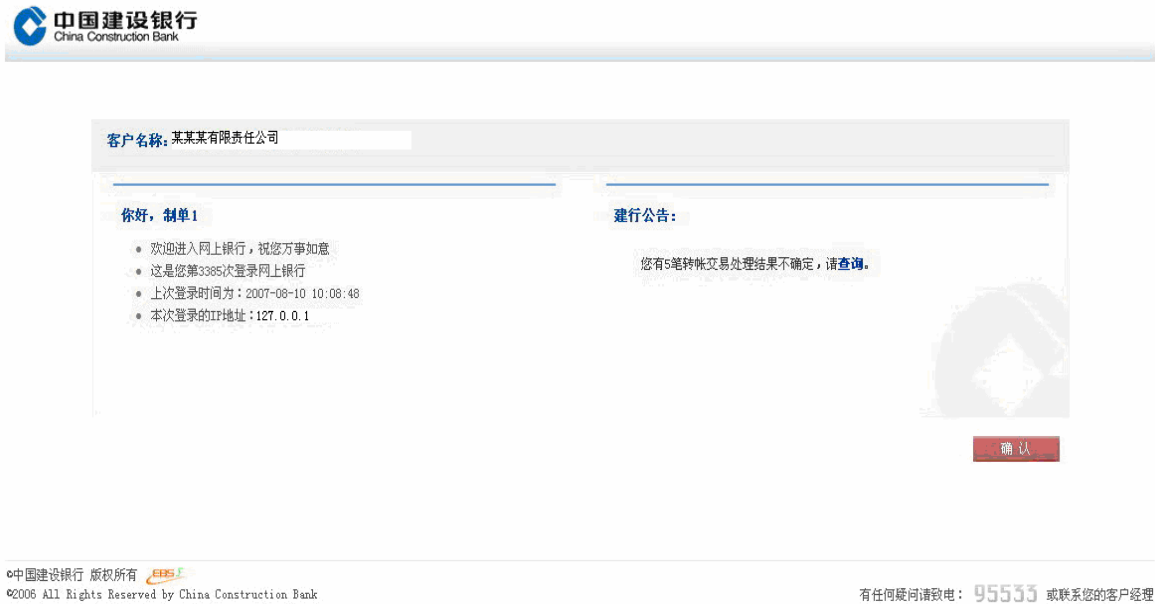 中国建设银行
China Construction Bank
客户名称:某某某有限责任公司
你好，制单1
欢迎进入网上银行，祝您万事如意
这是您第3385次登录网上银行
上次登录时间为：2007-08-10 10:08:48
本次登录的IP地址：127.0.0.1
建行公告：
您有5笔转帐交易处理结果不确定，请查询。
确 认
©中国建设银行 版权所有 EBS
©2006 All Rights Reserved by China Construction Bank
有任何疑问请致电： 95533 或联系您的客户经理